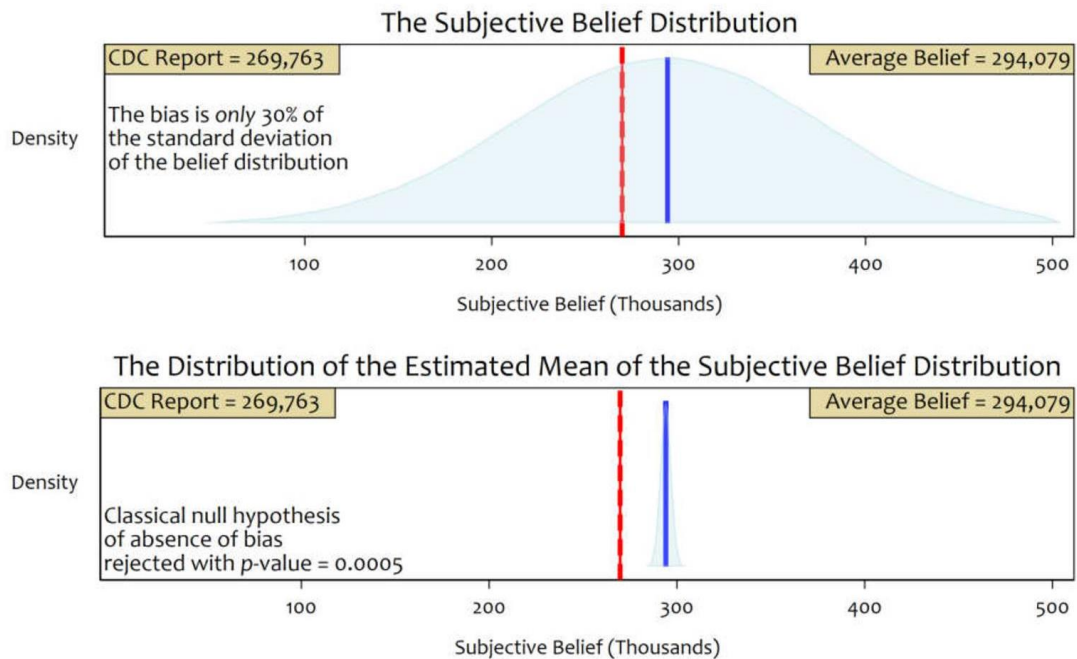 The Subjective Belief Distribution
CDC Report = 269,763
Average Belief = 294,079
The bias is only 30% of
the standard deviation
of the belief distribution
Density
100 200 300 400 500
Subjective Belief (Thousands)
The Distribution of the Estimated Mean of the Subjective Belief Distribution
CDC Report = 269,763
Average Belief = 294,079
Density
Classical null hypothesis
of absence of bias
rejected with p-value = 0.0005
100 200 300 400 500
Subjective Belief (Thousands)